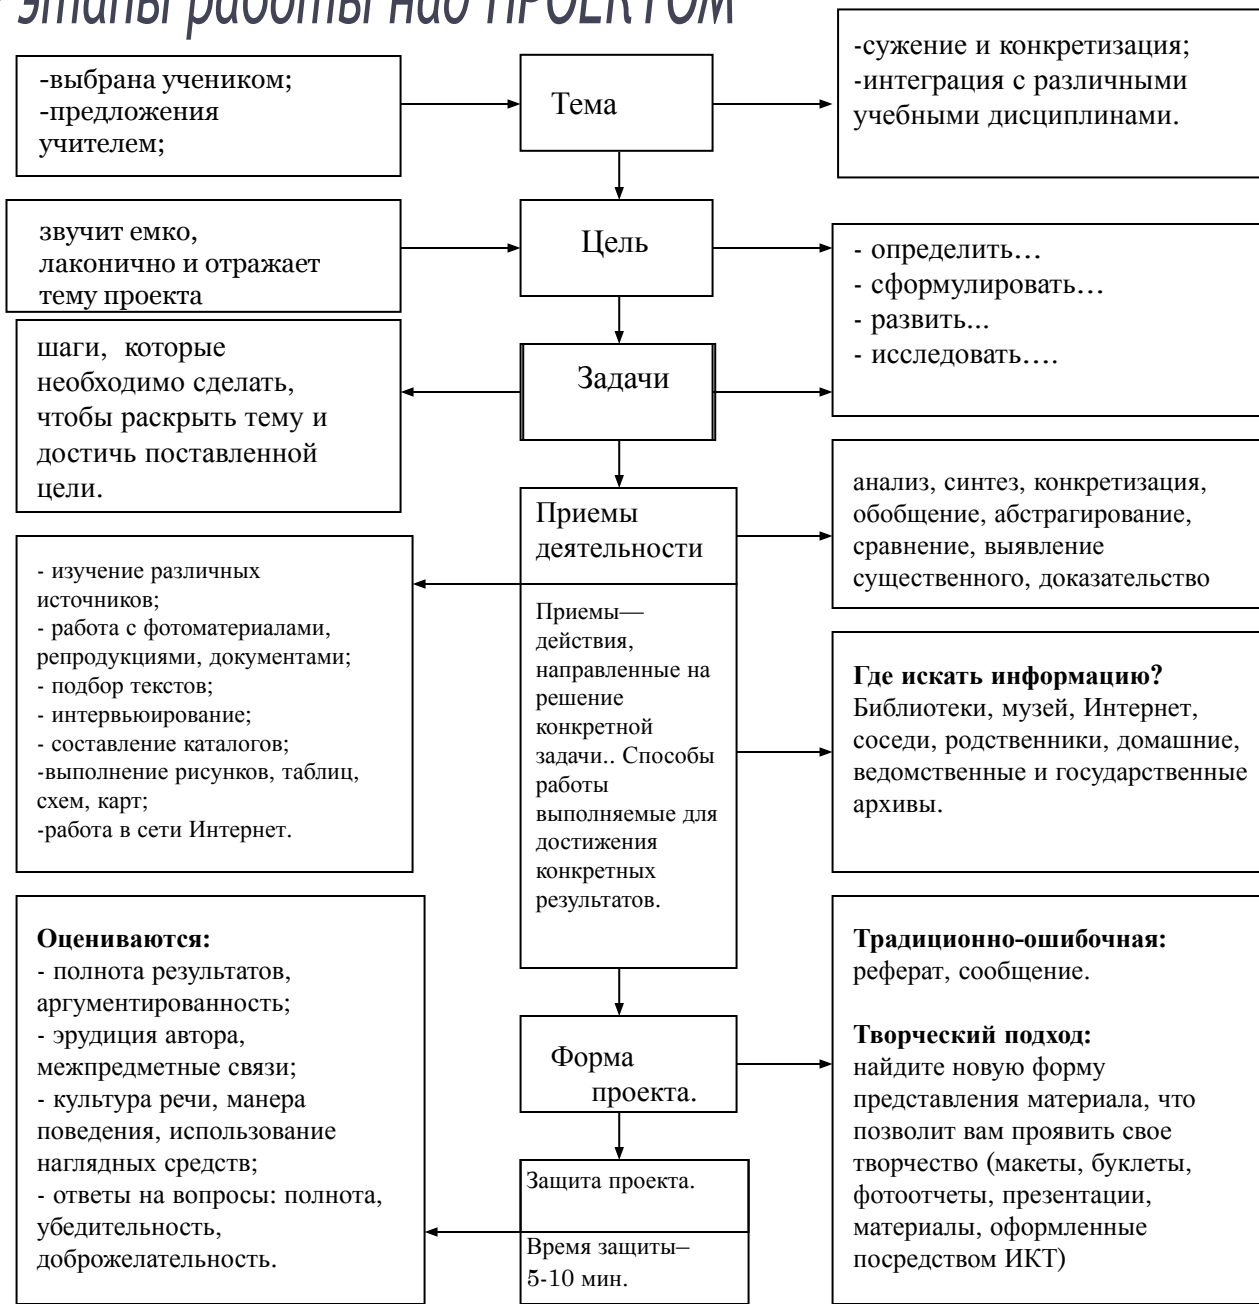 этапы работы над ПРОЕКТОМ
-выбрана учеником;
-предложения
учителем;
Тема
-сужение и конкретизация;
-интеграция с различными
учебными дисциплинами.
звучит емко,
лаконично и отражает
тему проекта
Цель
- определить…
- сформулировать…
- развить...
- исследовать….
шаги, которые
необходимо сделать,
чтобы раскрыть тему и
достичь поставленной
цели.
Задачи
Приемы
деятельности
анализ, синтез, конкретизация,
обобщение, абстрагирование,
сравнение, выявление
существенного, доказательство
- изучение различных
источников;
- работа с фотоматериалами,
репродукциями, документами;
- подбор текстов;
- интервьюирование;
- составление каталогов;
-выполнение рисунков, таблиц,
схем, карт;
-работа в сети Интернет.
Приемы—
действия,
направленные на
решение
конкретной
задачи.. Способы
работы
выполняемые для
достижения
конкретных
результатов.
Где искать информацию?
Библиотеки, музей, Интернет,
соседи, родственники, домашние,
ведомственные и государственные
архивы.
Оцениваются:
- полнота результатов,
аргументированность;
- эрудиция автора,
межпредметные связи;
- культура речи, манера
поведения, использование
наглядных средств;
- ответы на вопросы: полнота,
убедительность,
доброжелательность.
Форма
проекта.
Традиционно-ошибочная:
реферат, сообщение.
Творческий подход:
найдите новую форму
представления материала, что
позволит вам проявить свое
творчество (макеты, буклеты,
фотоотчеты, презентации,
материалы, оформленные
посредством ИКТ)
Защита проекта.
Время защиты–
5-10 мин.